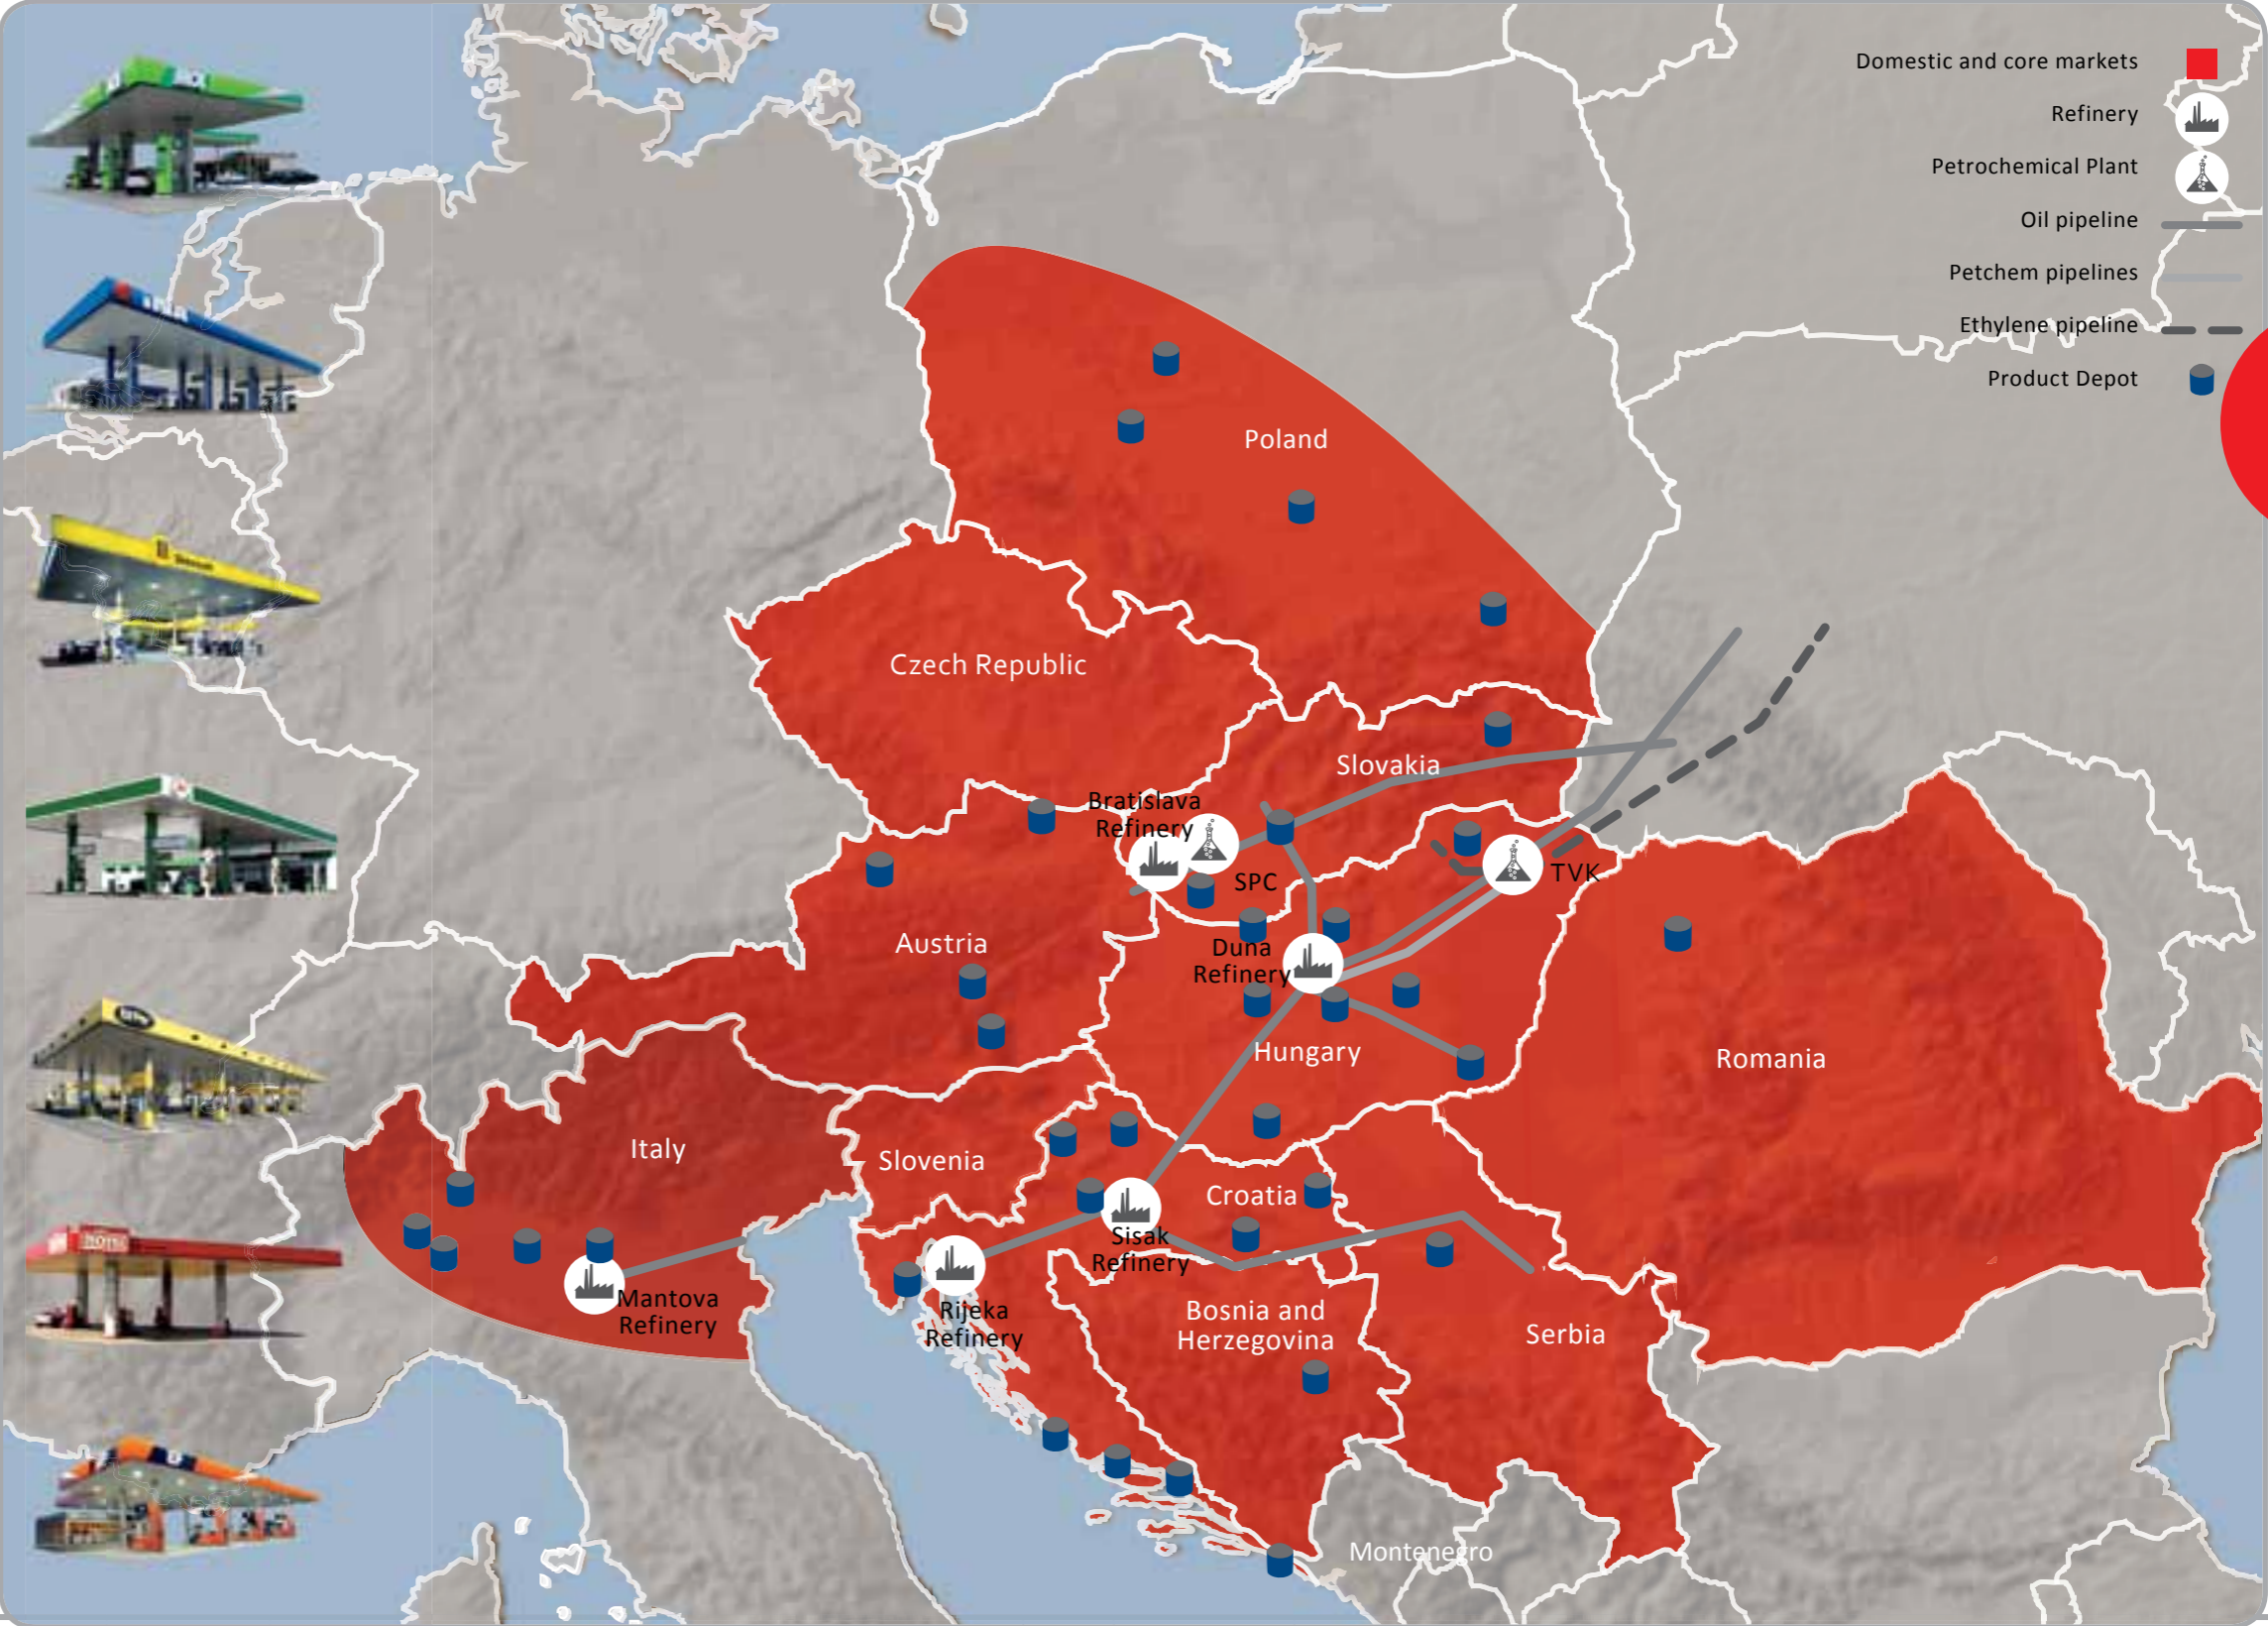 Domestic and core markets
Refinery
Petrochemical Plant
Oil pipeline
Petchem pipelines
Ethylene pipeline
Product Depot
INA
Poland
Czech Republic
Slovakia
Bratislava
Refinery
SPC
TVK
Austria
Duna
Refinery
Hungary
Romania
Italy
Slovenia
Croatia
Sisak
Refinery
Mantova
Refinery
Rijeka
Refinery
Bosnia and
Herzegovina
Serbia
Montenegro